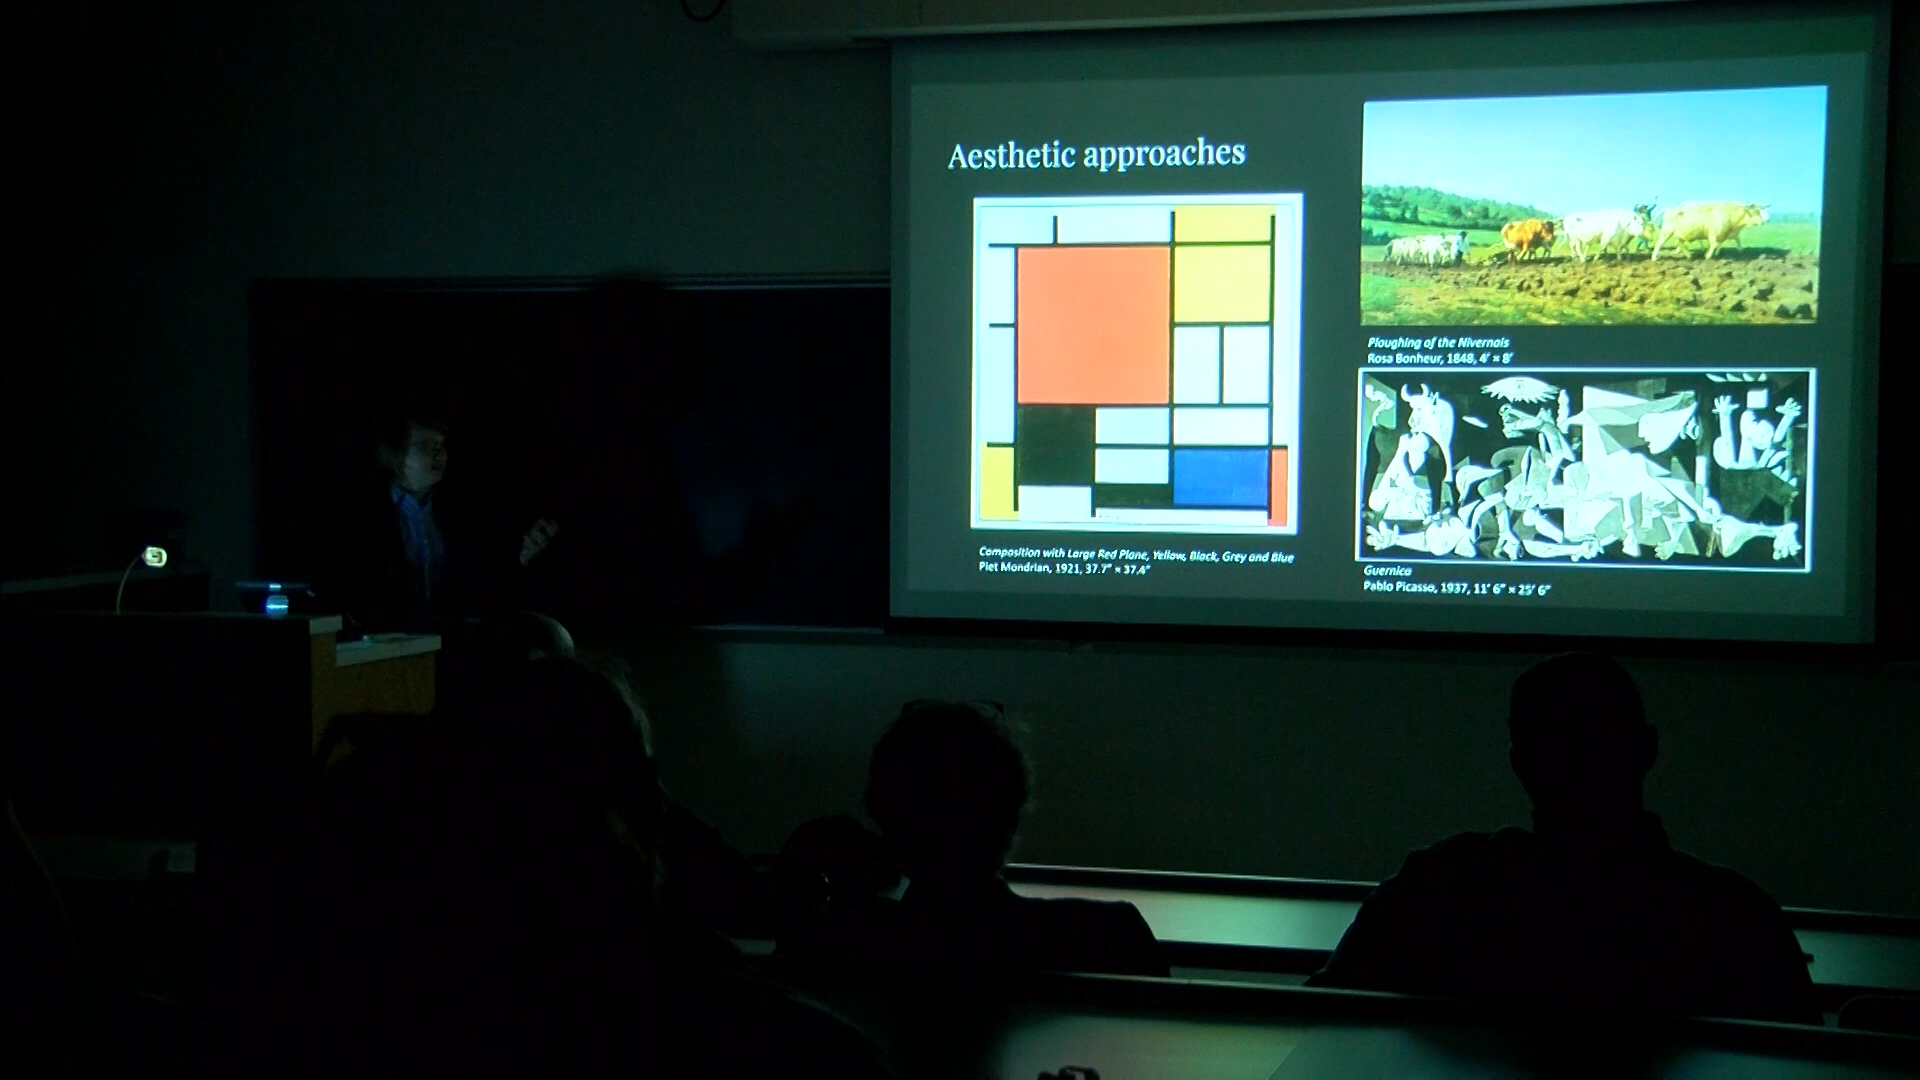 Aesthetic approaches
Composition with Large Red Plane, Yellow, Black, Grey and Blue
Piet Mondrian, 1921, 37.7" × 37.4"
Ploughing of the Nivernais
Rosa Bonheur, 1848, 4' × 8'
Guernica
Pablo Picasso, 1937, 11' 6" × 25' 6"